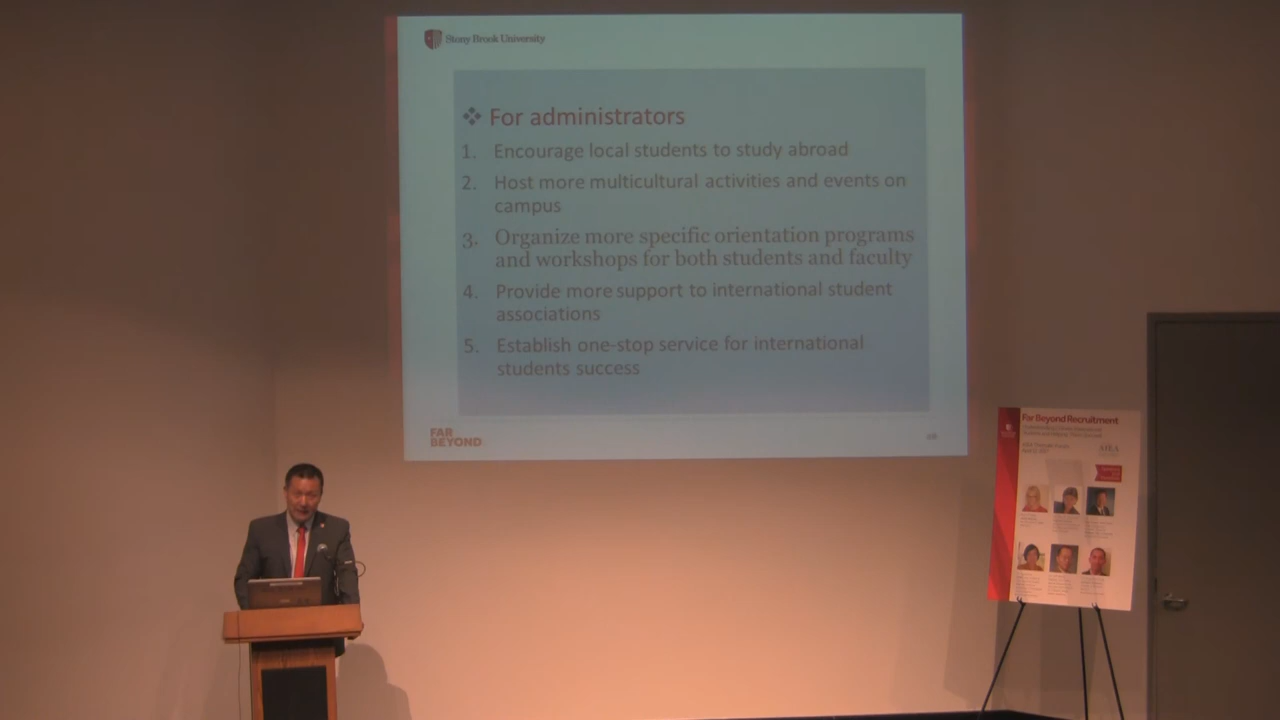 Stony Brook University
❖ For administrators
1. Encourage local students to study abroad
2. Host more multicultural activities and events on
campus
3. Organize more specific orientation programs
and workshops for both students and faculty
4. Provide more support to international student
associations
5. Establish one-stop service for international
students success
FAR
BEYOND
Far Beyond Recruitment